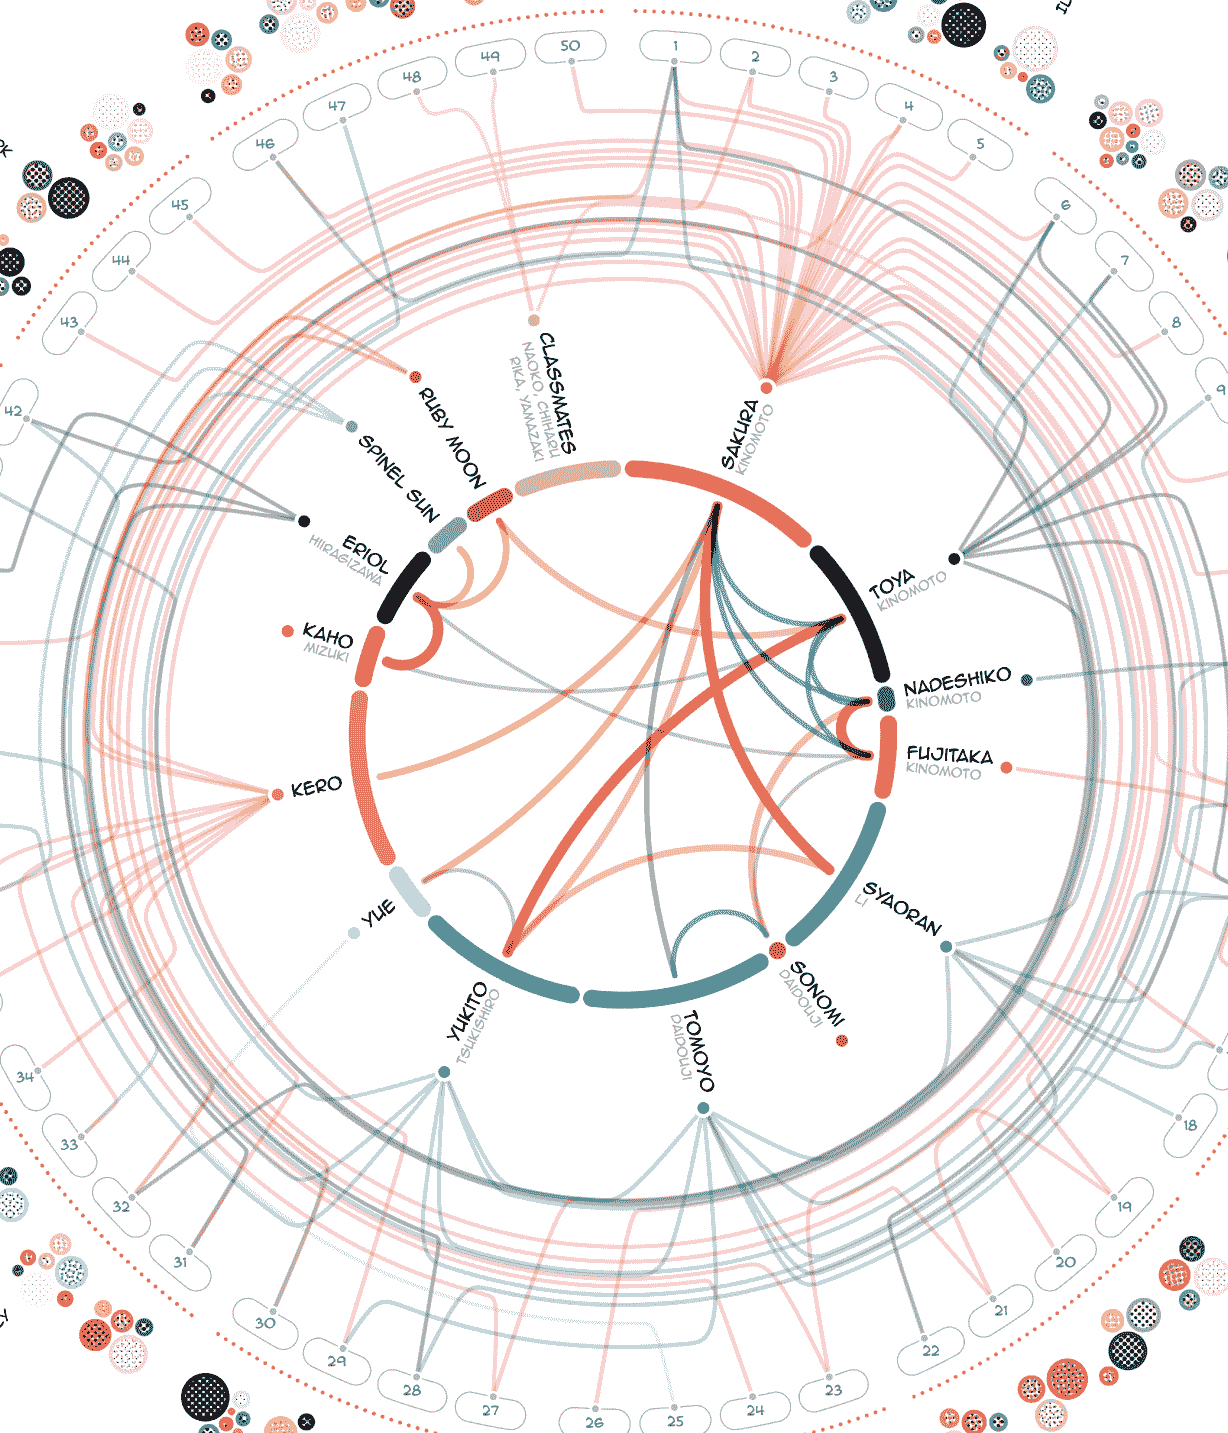 50
1
2
3
4
5
6
7
8
9
49
48
47
46
45
44
43
42
CLASSMATES
NAOKO, CHIHARU,
RIKA, YAMAZAKI
SAKURA
KINOMOTO
TOYA
KINOMOTO
NADESHIKO
KINOMOTO
FUJITAKA
KINOMOTO
SYAORAN
LI
SONOMI
DAIDOUJI
TOMOYO
DAIDOUJI
YUKITO
TSUKISHIRO
YUE
KERO
KAHO
MIZUKI
ERIOL
HIIRAGIZAWA
SPINEL SUN
RUBY MOON
18
19
20
21
22
23
24
25
26
27
28
29
30
31
32
33
34